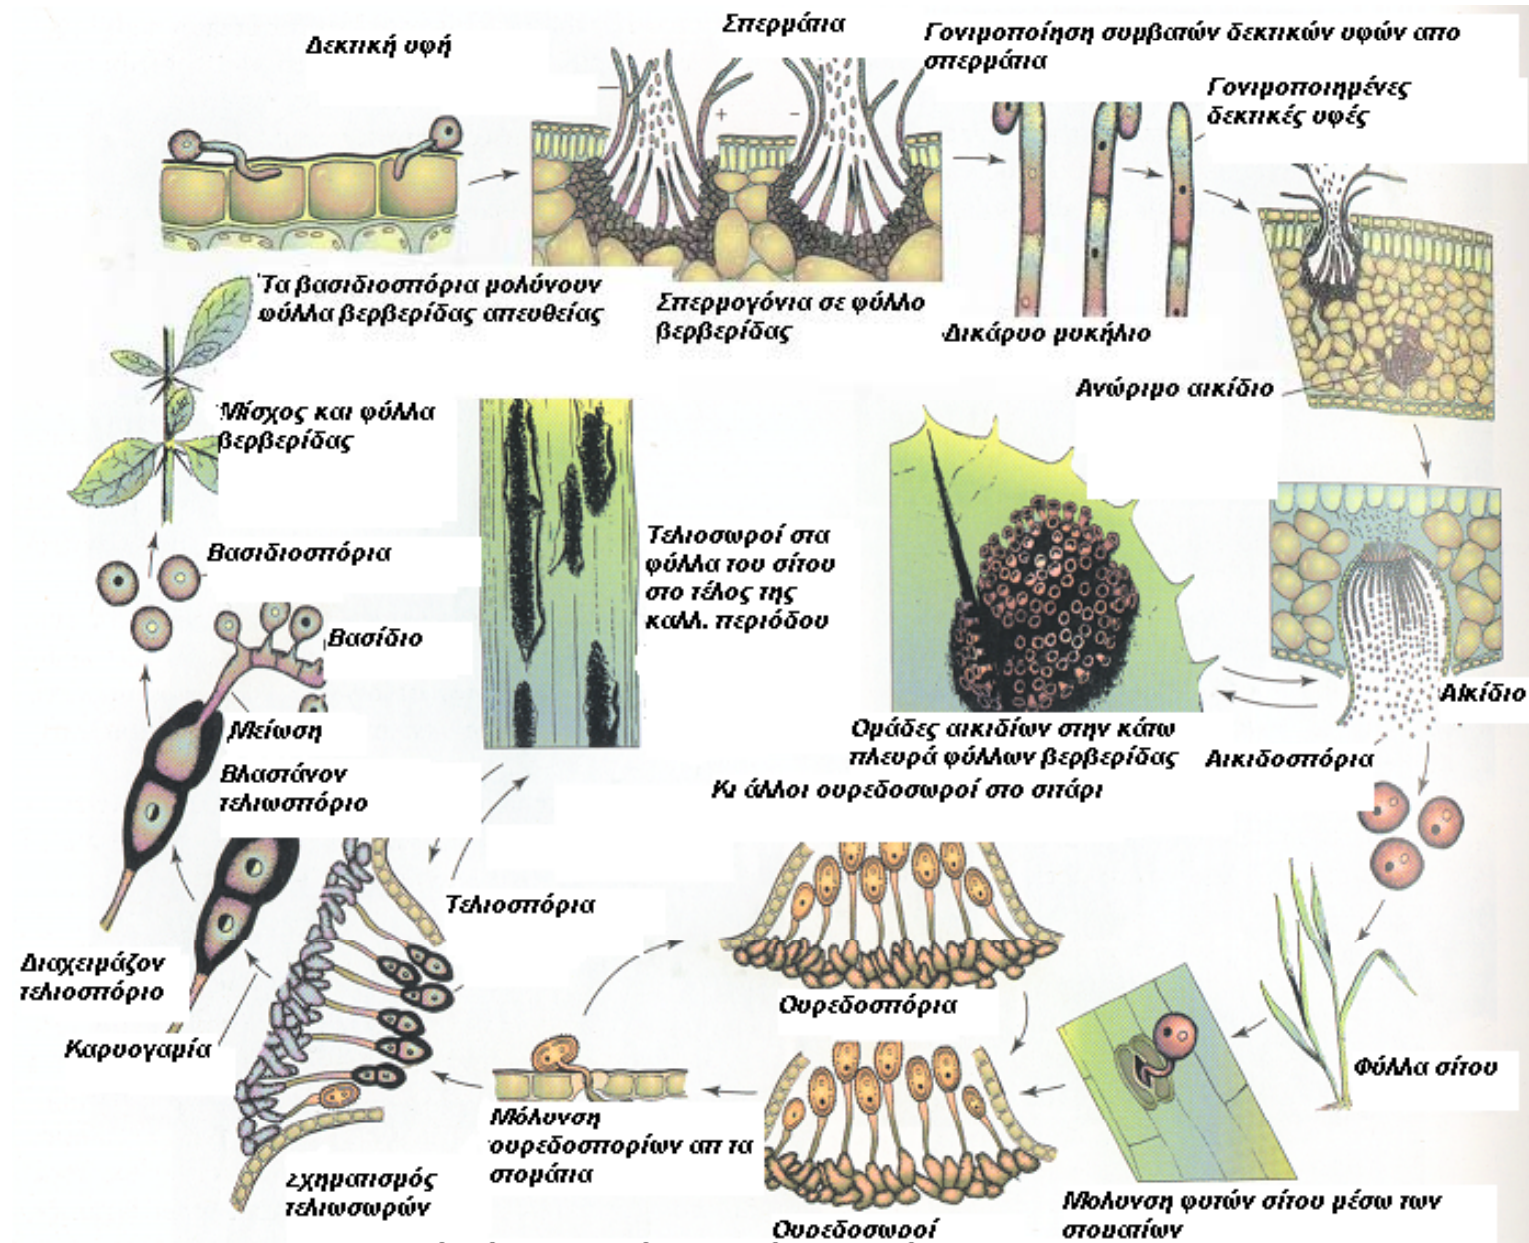 Δεκτική υφή
Σπερμάτια
Γονιμοποίηση συμβατών δεκτικών υφών απο
σπερμάτια
Γονιμοποιημένες
δεκτικές υφές
–
+
–
Τα βασιδιοσπόρια μολύνουν
φύλλα βερβερίδας απευθείας
Σπερμογόνια σε φύλλο
βερβερίδας
Δικάρυο μυκήλιο
Ανώριμο αικίδιο
Μίσχος και φύλλα
βερβερίδας
Τελιοσωροί στα
φύλλα του σίτου
στο τέλος της
καλλ. περιόδου
Βασιδιοσπόρια
Βασίδιο
Μείωση
Βλαστάνον
τελιωσπόριο
Αικίδιο
Ομάδες αικιδίων στην κάτω
πλευρά φύλλων βερβερίδας
Αικιδοσπόρια
Κι άλλοι ουρεδοσωροί στο σιτάρι
Τελιοσπόρια
Διαχειμάζον
τελιοσπόριο
Καρυογαμία
Ουρεδοσπόρια
Φύλλα σίτου
Μόλυνση
ουρεδοσπορίων απ τα
στομάτια
Σχηματισμός
τελιωσωρών
Ουρεδοσωροί
Μολυνση φυτών σίτου μέσω των
στοματίων